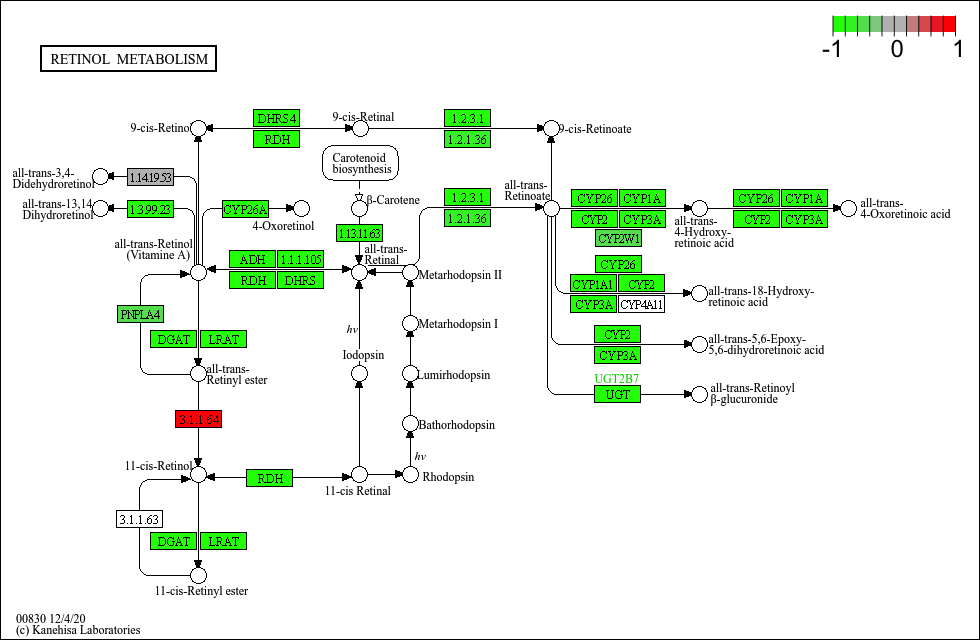 -1 0 1
RETINOL METABOLISM
9-cis-Retino
DHRS4
RDH
9-cis-Retinal
1.2.3.1
1.2.1.36
9-cis-Retinoate
Carotenoid
biosynthesis
all-trans-3,4-
Didehydroretinol
1.14.19.53
all-trans-13,14
Dihydroretinol
1.3.99.23
CYP26A
4-Oxoretinol
β-Carotene
1.13.11.63
all-trans-
Retinal
1.2.3.1
1.2.1.36
all-trans-
Retinoate
CYP26
CYP1A
CYP2
CYP3A
CYP2W1
all-trans-
4-Hydroxy-
retinoic acid
CYP26
CYP1A
CYP2
CYP3A
all-trans-
4-Oxoretinoic acid
all-trans-Retinol
(Vitamine A)
ADH
1.1.1.105
RDH
DHRS
Metarhodopsin II
CYP26
CYP1A1
CYP2
CYP3A
CYP4A11
all-trans-18-Hydroxy-
retinoic acid
PNPLA4
DGAT
LRAT
hv
Metarhodopsin I
CYP2
CYP3A
all-trans-5,6-Epoxy-
5,6-dihydroretinoic acid
Iodopsin
all-trans-
Retinyl ester
Lumirhodopsin
UGT2B7
UGT
all-trans-Retinoyl
β-glucuronide
3.1.1.64
Bathorhodopsin
hv
11-cis-Retinol
RDH
11-cis Retinal
Rhodopsin
3.1.1.63
DGAT
LRAT
11-cis-Retinyl ester
00830 12/4/20
(c) Kanehisa Laboratories